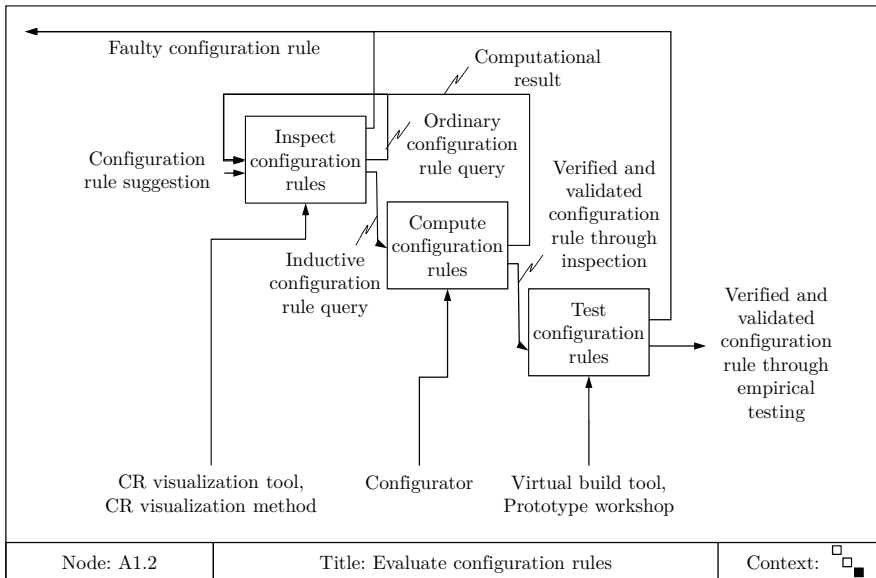 Faulty configuration rule
Computational
result
Inspect
configuration
rules
Ordinary
configuration
rule query
Configuration
rule suggestion
Verified and
validated
configuration
rule through
inspection
Compute
configuration
rules
Inductive
configuration
rule query
Test
configuration
rules
Verified and
validated
configuration
rule through
empirical
testing
CR visualization tool,
CR visualization method
Configurator
Virtual build tool,
Prototype workshop
Node: A1.2
Title: Evaluate configuration rules
Context: